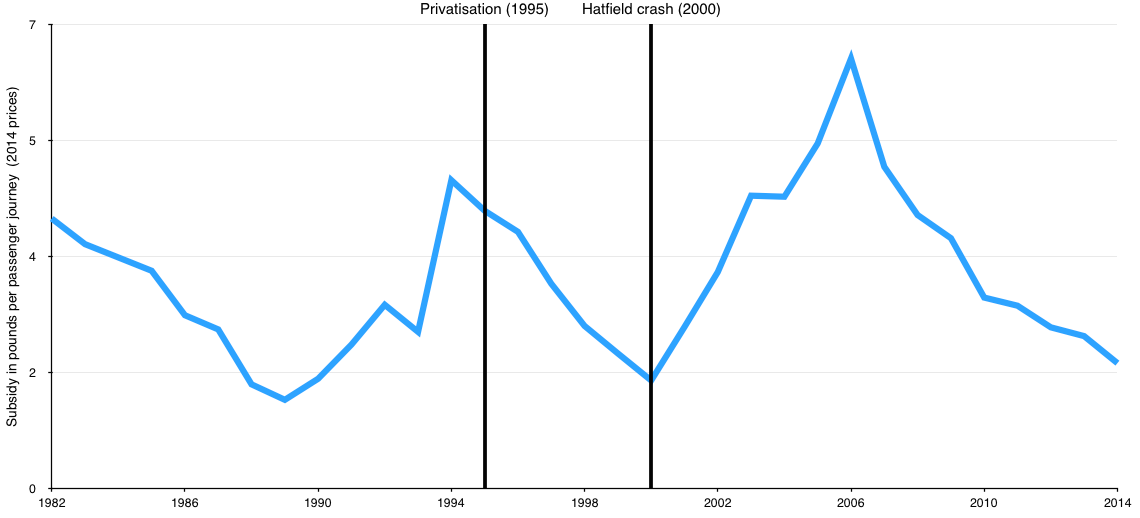 Privatisation (1995) Hatfield crash (2000)
Subsidy in pounds per passenger journey (2014 prices)
7
5
4
2
0
1982 1986 1990 1994 1998 2002 2006 2010 2014